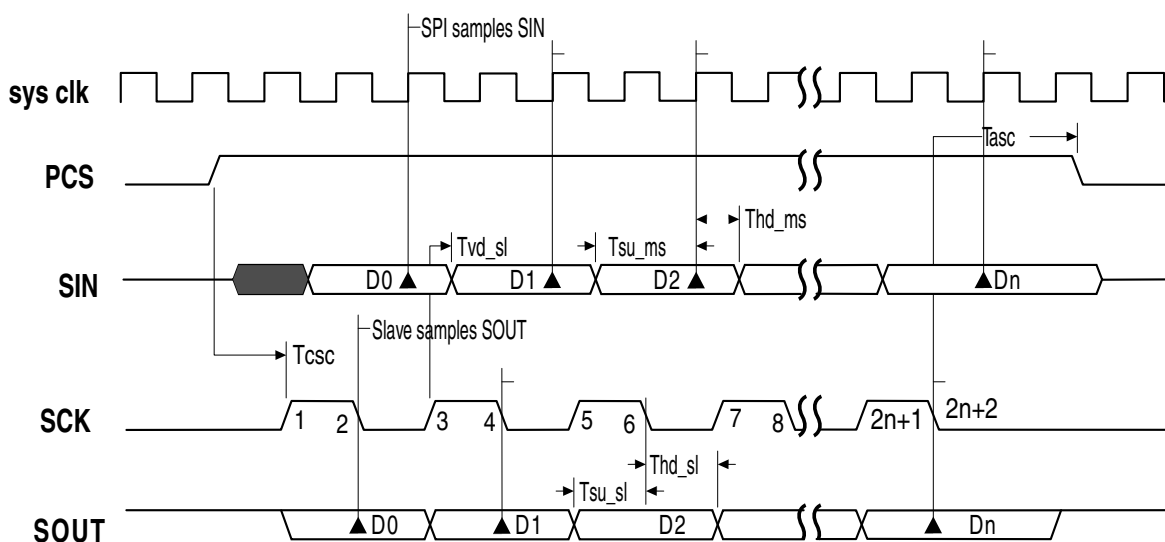 SPI samples SIN
sys clk
Tasc
PCS
Thd_ms
Tvd_sl
Tsu_ms
SIN
D0
D1
D2
Dn
Slave samples SOUT
Tcsc
SCK
1
2
3
4
5
6
7
8
2n+1
2n+2
Thd_sl
Tsu_sl
SOUT
D0
D1
D2
Dn